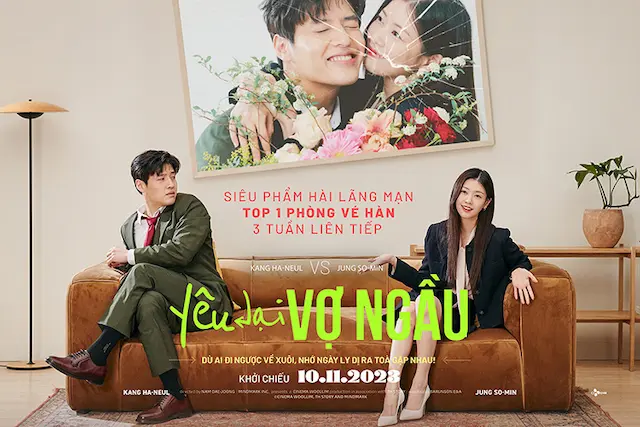 SIÊU PHẨM HÀI LÃNG MẠN
TOP 1 PHÒNG VÉ HÀN
3 TUẦN LIÊN TIẾP
KANG HA-NEUL VS JUNG SO-MIN
Yêu Lại VỢ NGẦU
DÙ AI ĐI NGƯỢC VỀ XUÔI, NHỚ NGÀY LY DỊ RA TOÀ GẶP NHAU!
KHỞI CHIẾU 10.11.2023
KANG HA-NEUL
JUNG SO-MIN